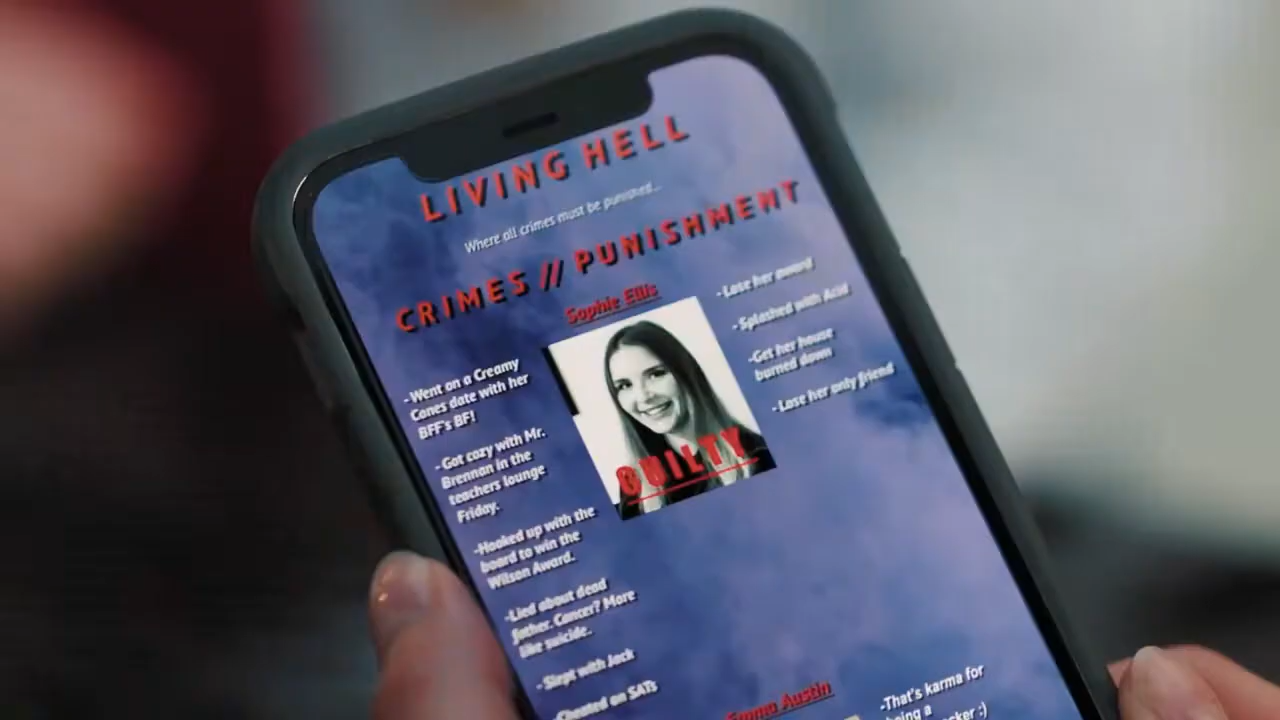 LIVING HELL
Where all crimes must be punished...
CRIMES // PUNISHMENT
Sophie Ellis
-Went on a Creamy
Canes date with her
BFF's BF!
-Got cozy with Mr.
Brennan in the
teachers lounge
Friday.
-Hooked up with the
board to win the
Wilson Award.
-Lied about dead
father. Cancer? More
like suicide.
-Slept with Jack
-Cheated on SATs
GUILTY
-Lose her award
-Splashed with Acid
-Get her house
burned down
-Lose her only friend
Emma Austin
-That's karma for
being a
:)